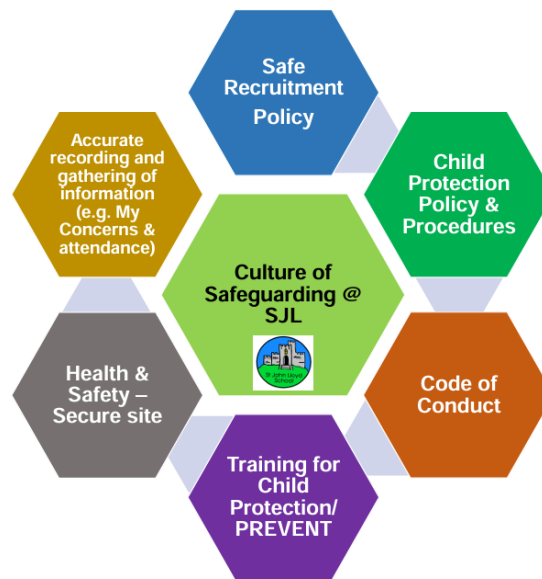 Safe
Recruitment
Policy
Accurate
recording and
gathering of
information
(e.g. My
Concerns &
attendance)
Child
Protection
Policy &
Procedures
Culture of
Safeguarding @
SJL
St John Lloyd
School
Health &
Safety –
Secure site
Code of
Conduct
Training for
Child
Protection/
PREVENT